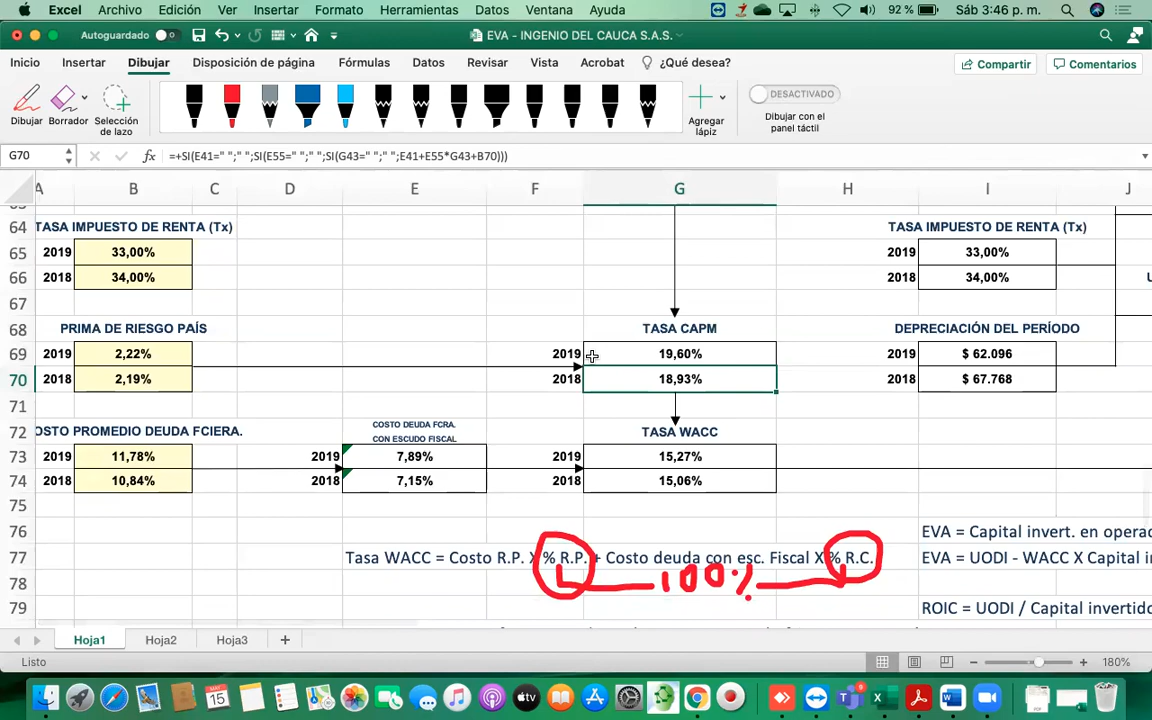 Excel Archivo Edición Ver Insertar Formato Herramientas Datos Ventana Ayuda 92 % Sáb 3:46 p. m.
Autoguardado EVA - INGENIO DEL CAUCA S.A.S.
Inicio Insertar Dibujar Disposición de página Fórmulas Datos Revisar Vista Acrobat ¿Qué desea? Compartir Comentarios
DESACTIVADO
Dibujar Borrador Selección de lazo Agregar lápiz Dibujar con el panel táctil
G70 fx =+SI(E41=" ";" ";SI(E55=" ";" ";SI(G43=" ";" ";E41+E55*G43+B70)))
A B C D E F G H I J
64 TASA IMPUESTO DE RENTA (Tx) TASA IMPUESTO DE RENTA (Tx)
65 2019 33,00% 2019 33,00%
66 2018 34,00% 2018 34,00%
67
68 PRIMA DE RIESGO PAÍS TASA CAPM DEPRECIACIÓN DEL PERÍODO
69 2019 2,22% 2019 19,60% 2019 $ 62.096
70 2018 2,19% 2018 18,93% 2018 $ 67.768
71
COSTO DEUDA FCRA.
72 OSTO PROMEDIO DEUDA FCIERA. CON ESCUDO FISCAL TASA WACC
73 2019 11,78% 2019 7,89% 2019 15,27%
74 2018 10,84% 2018 7,15% 2018 15,06%
75
76 EVA = Capital invert. en opera
77 Tasa WACC = Costo R.P. X % R.P. + Costo deuda con esc. Fiscal X % R.C. EVA = UODI - WACC X Capital i
78 100%
79 ROIC = UODI / Capital invertido
Hoja1 Hoja2 Hoja3 +
Listo 180%